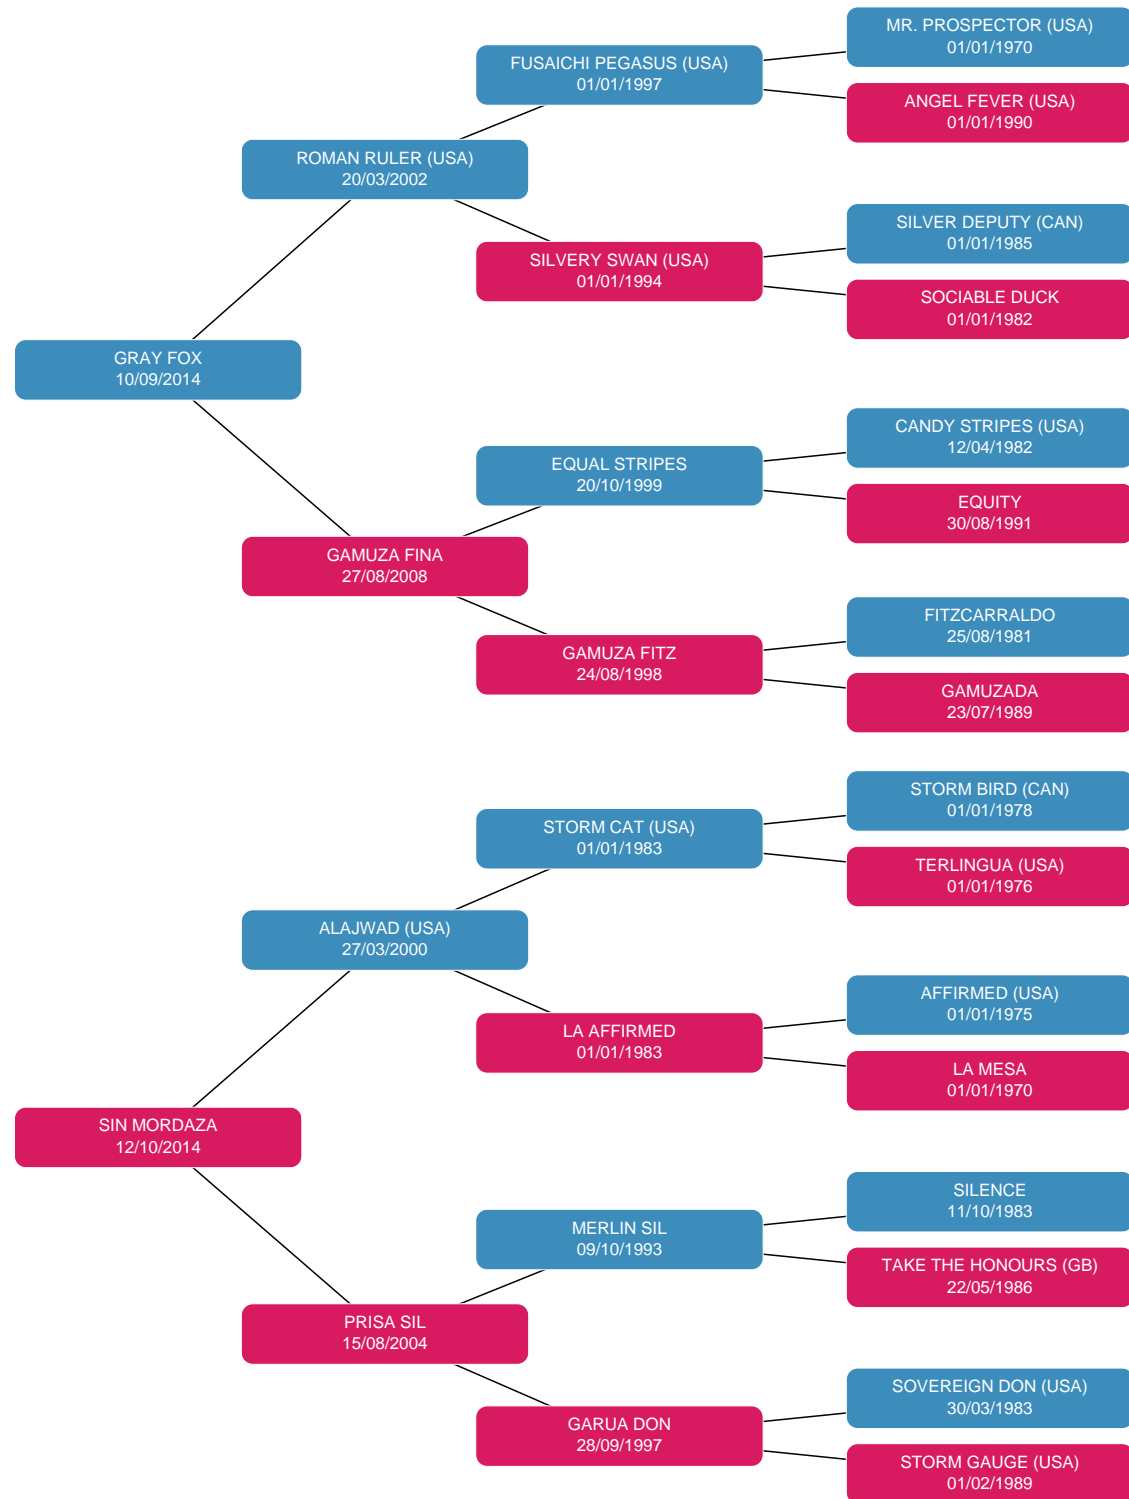 MR. PROSPECTOR (USA)
01/01/1970
FUSAICHI PEGASUS (USA)
01/01/1997
ANGEL FEVER (USA)
01/01/1990
ROMAN RULER (USA)
20/03/2002
SILVER DEPUTY (CAN)
01/01/1985
SILVERY SWAN (USA)
01/01/1994
SOCIABLE DUCK
01/01/1982
GRAY FOX
10/09/2014
CANDY STRIPES (USA)
12/04/1982
EQUAL STRIPES
20/10/1999
EQUITY
30/08/1991
GAMUZA FINA
27/08/2008
FITZCARRALDO
25/08/1981
GAMUZA FITZ
24/08/1998
GAMUZADA
23/07/1989
STORM BIRD (CAN)
01/01/1978
STORM CAT (USA)
01/01/1983
TERLINGUA (USA)
01/01/1976
ALAJWAD (USA)
27/03/2000
AFFIRMED (USA)
01/01/1975
LA AFFIRMED
01/01/1983
LA MESA
01/01/1970
SIN MORDAZA
12/10/2014
SILENCE
11/10/1983
MERLIN SIL
09/10/1993
TAKE THE HONOURS (GB)
22/05/1986
PRISA SIL
15/08/2004
SOVEREIGN DON (USA)
30/03/1983
GARUA DON
28/09/1997
STORM GAUGE (USA)
01/02/1989